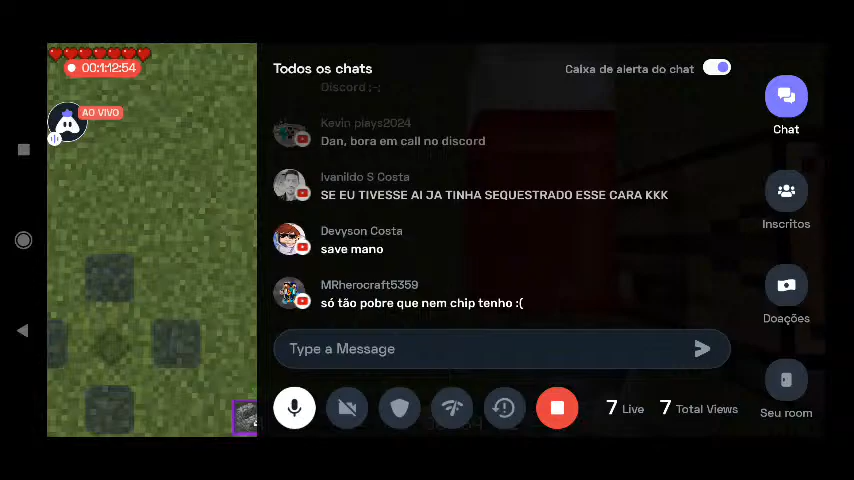 00:1:12:54
AO VIVO
Todos os chats
Caixa de alerta do chat
Discord ;-;
Kevin plays2024
Dan, bora em call no discord
Ivanildo S Costa
SE EU TIVESSE AI JA TINHA SEQUESTRADO ESSE CARA KKK
Devyson Costa
save mano
MRherocraft5359
só tão pobre que nem chip tenho :(
Type a Message
7 Live
7 Total Views
Chat
Inscritos
Doações
Seu room